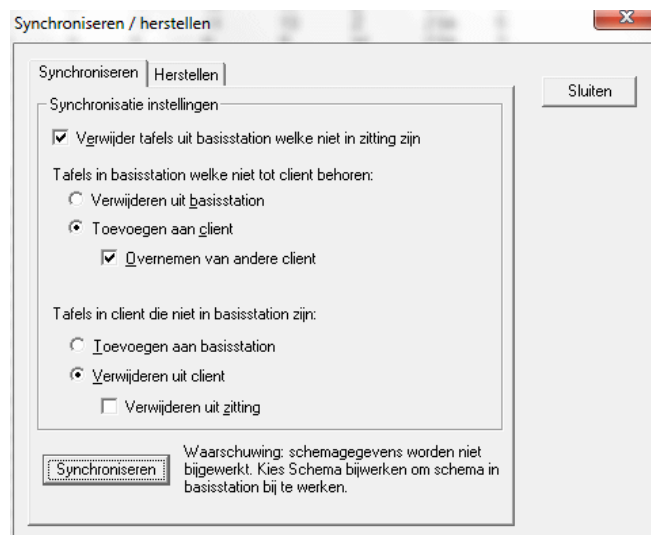 Synchroniseren / herstellen
Synchroniseren
Herstellen
Sluiten
Synchronisatie instellingen
Verwijder tafels uit basisstation welke niet in zitting zijn
Tafels in basisstation welke niet tot client behoren:
Verwijderen uit basisstation
Toevoegen aan client
Overnemen van andere client
Tafels in client die niet in basisstation zijn:
Toevoegen aan basisstation
Verwijderen uit client
Verwijderen uit zitting
Synchroniseren
Waarschuwing: schemagegevens worden niet
bijgewerkt. Kies Schema bijwerken om schema in
basisstation bij te werken.